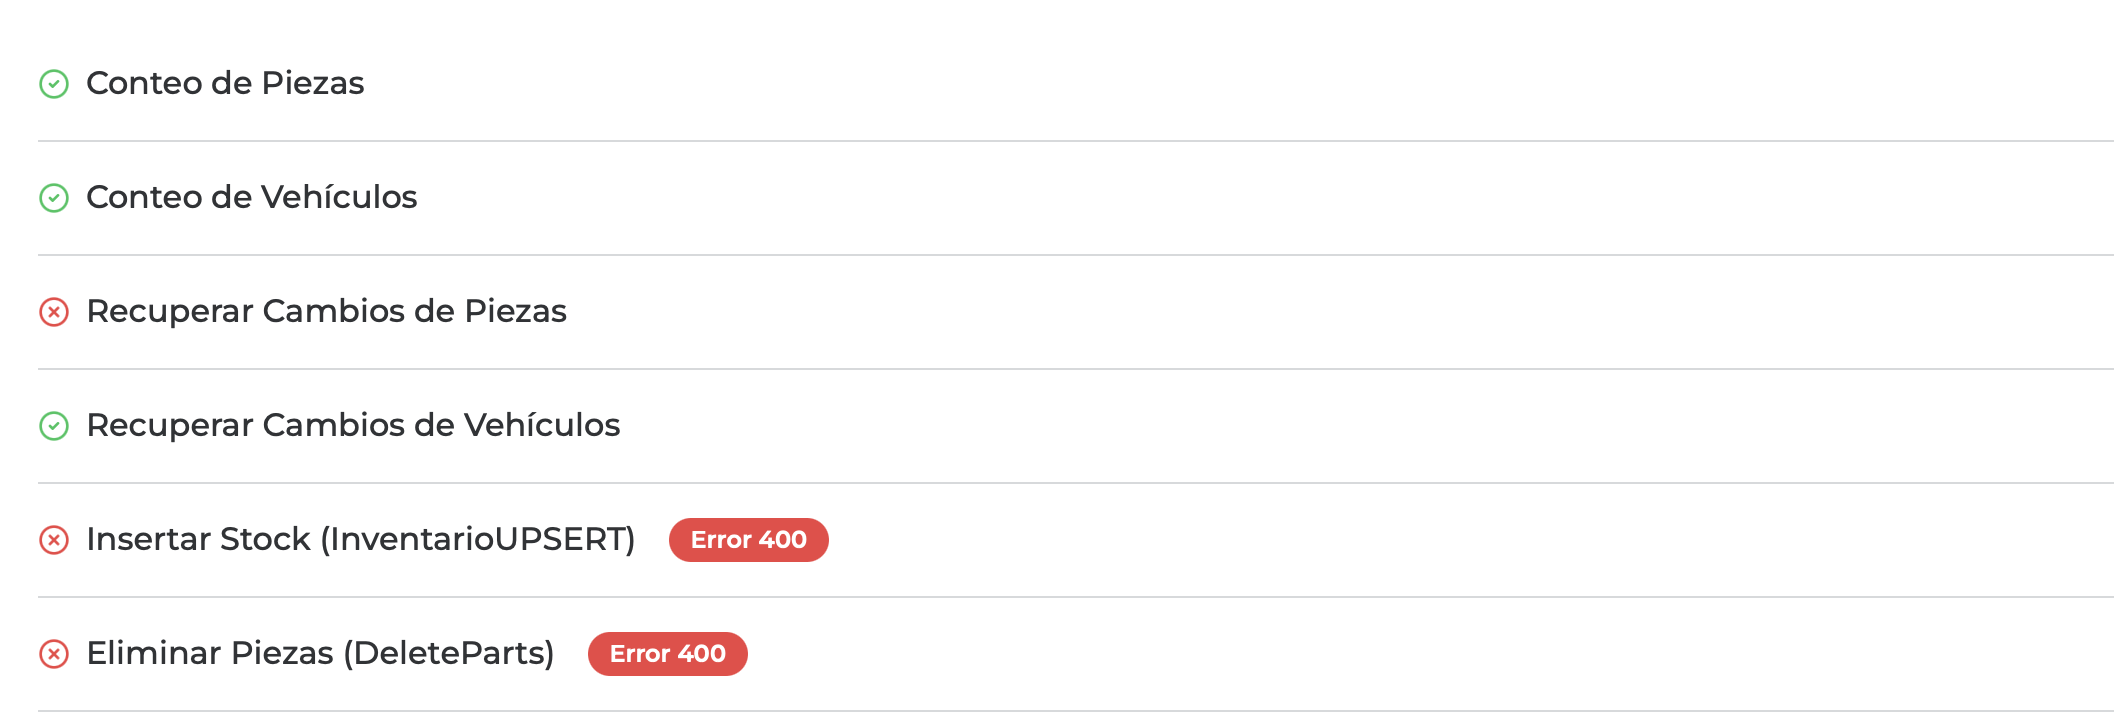 Conteo de Piezas
Conteo de Vehículos
Recuperar Cambios de Piezas
Recuperar Cambios de Vehículos
Insertar Stock (InventarioUPSERT) Error 400
Eliminar Piezas (DeleteParts) Error 400